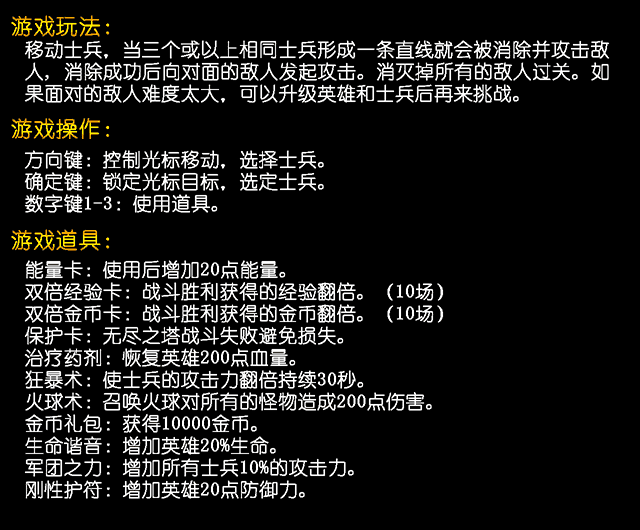 游戏玩法:
移动士兵，当三个或以上相同士兵形成一条直线就会被消除并攻击敌
人，消除成功后向对面的敌人发起攻击。消灭掉所有的敌人过关。如
果面对的敌人难度太大，可以升级英雄和士兵后再来挑战。
游戏操作:
方向键: 控制光标移动，选择士兵。
确定键: 锁定光标目标，选定士兵。
数字键1-3: 使用道具。
游戏道具:
能量卡: 使用后增加20点能量。
双倍经验卡: 战斗胜利获得的经验翻倍。（10场）
双倍金币卡: 战斗胜利获得的金币翻倍。（10场）
保护卡: 无尽之塔战斗失败避免损失。
治疗药剂: 恢复英雄200点血量。
狂暴术: 使士兵的攻击力翻倍持续30秒。
火球术: 召唤火球对所有的怪物造成200点伤害。
金币礼包: 获得10000金币。
生命谐音: 增加英雄20%生命。
军团之力: 增加所有士兵10%的攻击力。
刚性护符: 增加英雄20点防御力。